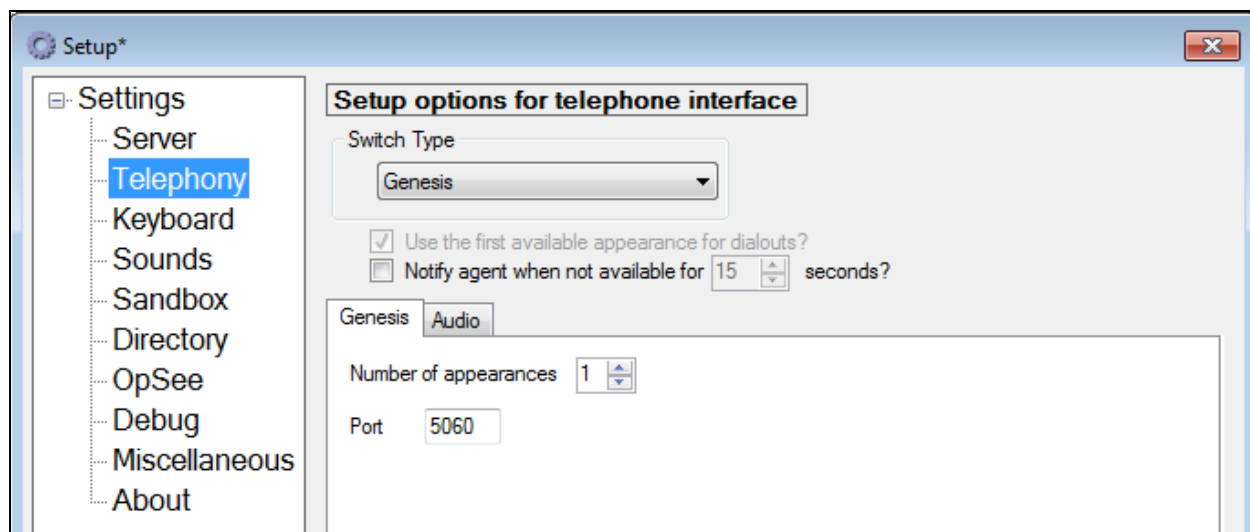 Setup*
Settings
Server
Telephony
Keyboard
Sounds
Sandbox
Directory
OpSee
Debug
Miscellaneous
About
Setup options for telephone interface
Switch Type
Genesis
Use the first available appearance for dialouts?
Notify agent when not available for 15 seconds?
Genesis Audio
Number of appearances 1
Port 5060